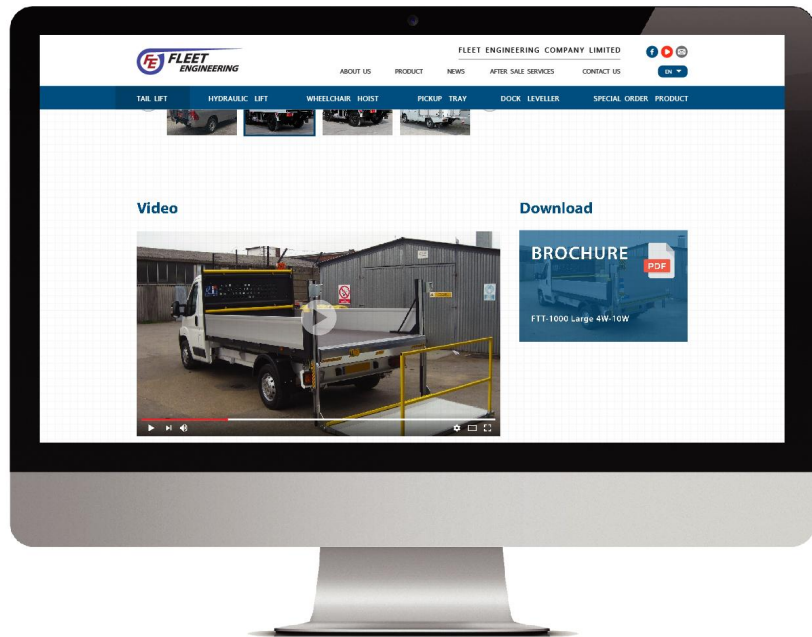 FLEET
ENGINEERING
FLEET ENGINEERING COMPANY LIMITED
ABOUT US PRODUCT NEWS AFTER SALE SERVICES CONTACT US EN
TAIL LIFT HYDRAULIC LIFT WHEELCHAIR HOIST PICKUP TRAY DOCK LEVELLER SPECIAL ORDER PRODUCT
Video
Download
BROCHURE
PDF
FTT-1000 Large 4W-10W